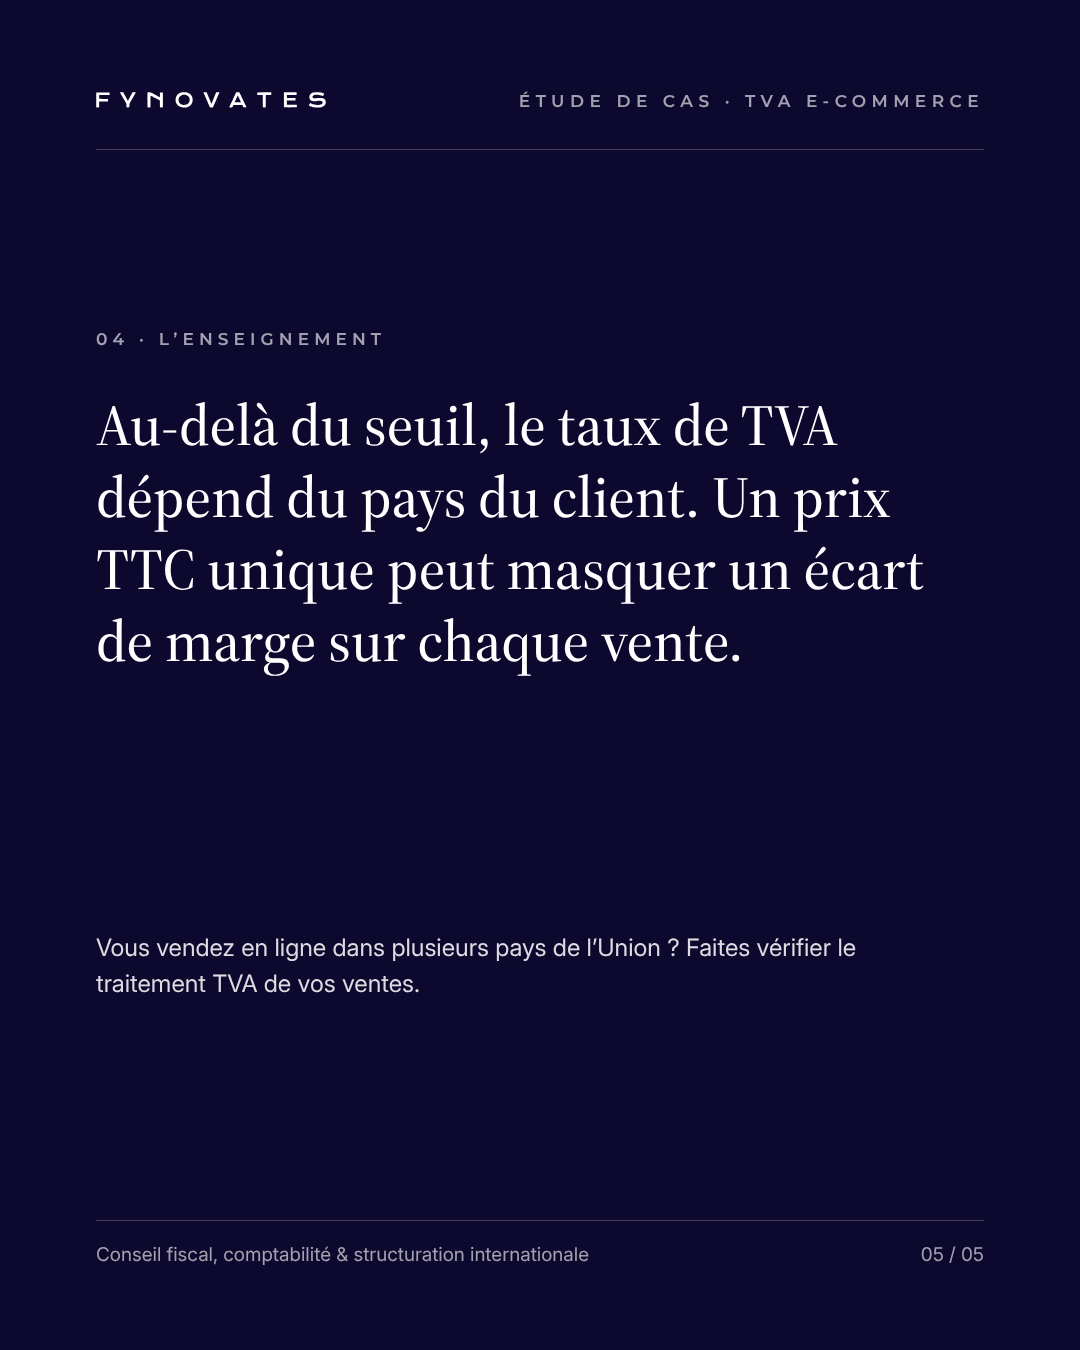 FYNOVATES
ÉTUDE DE CAS · TVA E-COMMERCE
04 · L’ENSEIGNEMENT
Au-delà du seuil, le taux de TVA
dépend du pays du client. Un prix
TTC unique peut masquer un écart
de marge sur chaque vente.
Vous vendez en ligne dans plusieurs pays de l’Union ? Faites vérifier le
traitement TVA de vos ventes.
Conseil fiscal, comptabilité & structuration internationale
05 / 05